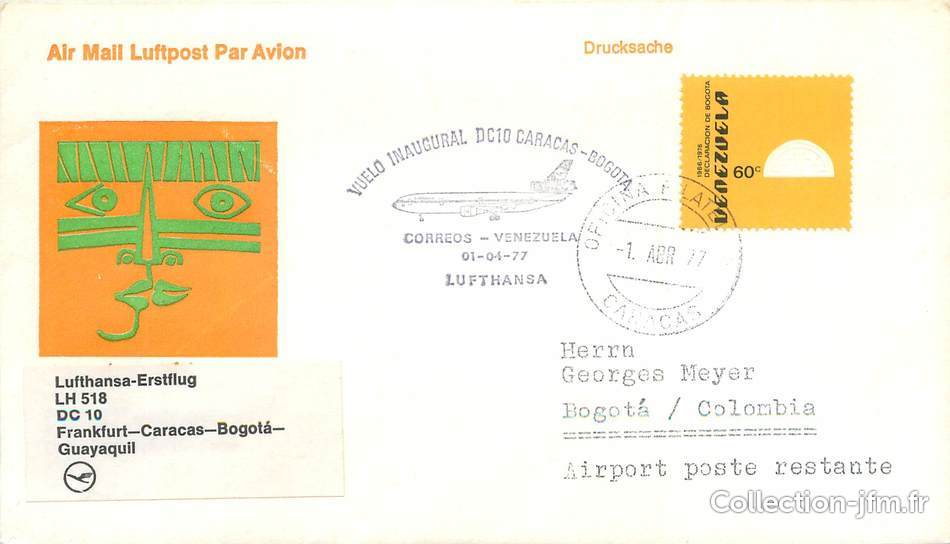 Air Mail Luftpost Par Avion
Drucksache
1966/1976
DECLARACION DE BOGOTA
VENEZUELA
60c
VUELO INAUGURAL DC10 CARACAS-BOGOTA
CORREOS - VENEZUELA
01-04-77
LUFTHANSA
OFICINA FILATE
-1. ABR 77
CARACAS
Lufthansa-Erstflug
LH 518
DC 10
Frankfurt—Caracas—Bogotá—
Guayaquil
Herrn
Georges Meyer
Bogotá / Colombia
Airport poste restante
Collection-jfm.fr